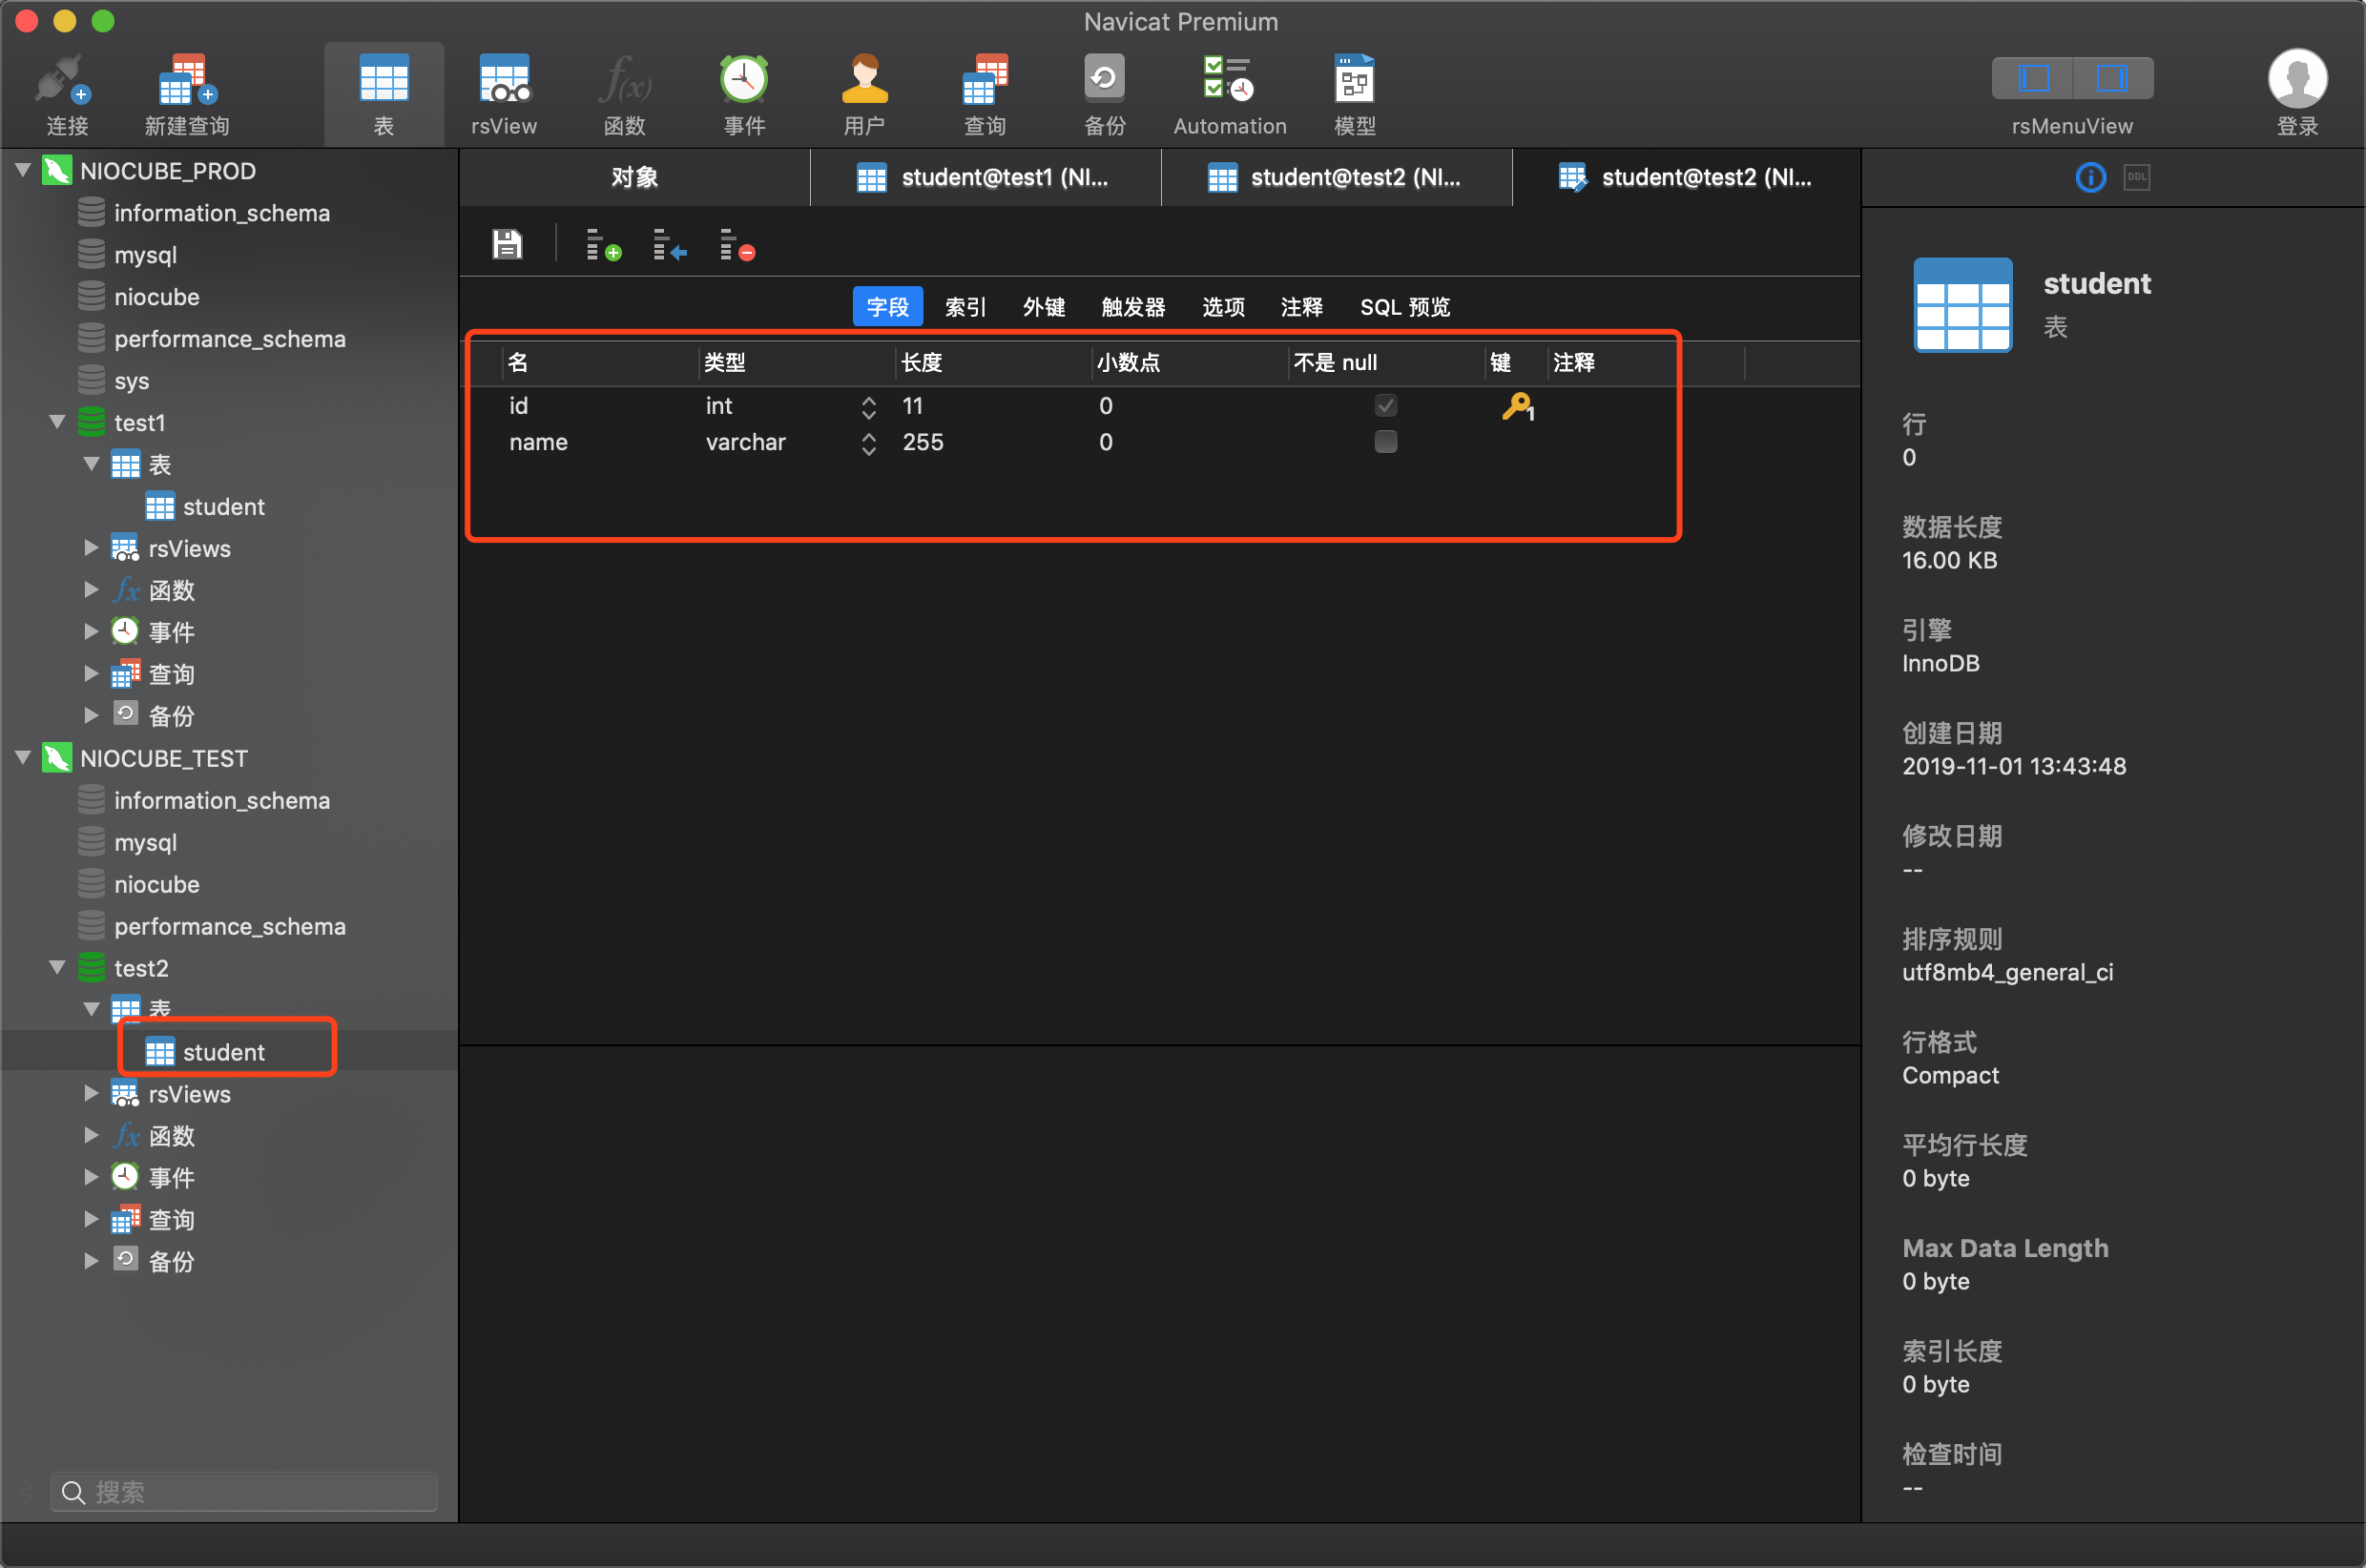 Navicat Premium
连接
新建查询
表
rsView
函数
事件
用户
查询
备份
Automation
模型
rsMenuView
登录
NIOCUBE_PROD
information_schema
mysql
niocube
performance_schema
sys
test1
表
student
rsViews
函数
事件
查询
备份
NIOCUBE_TEST
information_schema
mysql
niocube
performance_schema
test2
表
student
rsViews
函数
事件
查询
备份
搜索
对象 student@test1 (NI... student@test2 (NI... student@test2 (NI...
字段 索引 外键 触发器 选项 注释 SQL 预览
名 类型 长度 小数点 不是 null 键 注释
id int 11 0 1
name varchar 255 0
DDL
student
表
行
0
数据长度
16.00 KB
引擎
InnoDB
创建日期
2019-11-01 13:43:48
修改日期
--
排序规则
utf8mb4_general_ci
行格式
Compact
平均行长度
0 byte
Max Data Length
0 byte
索引长度
0 byte
检查时间
--